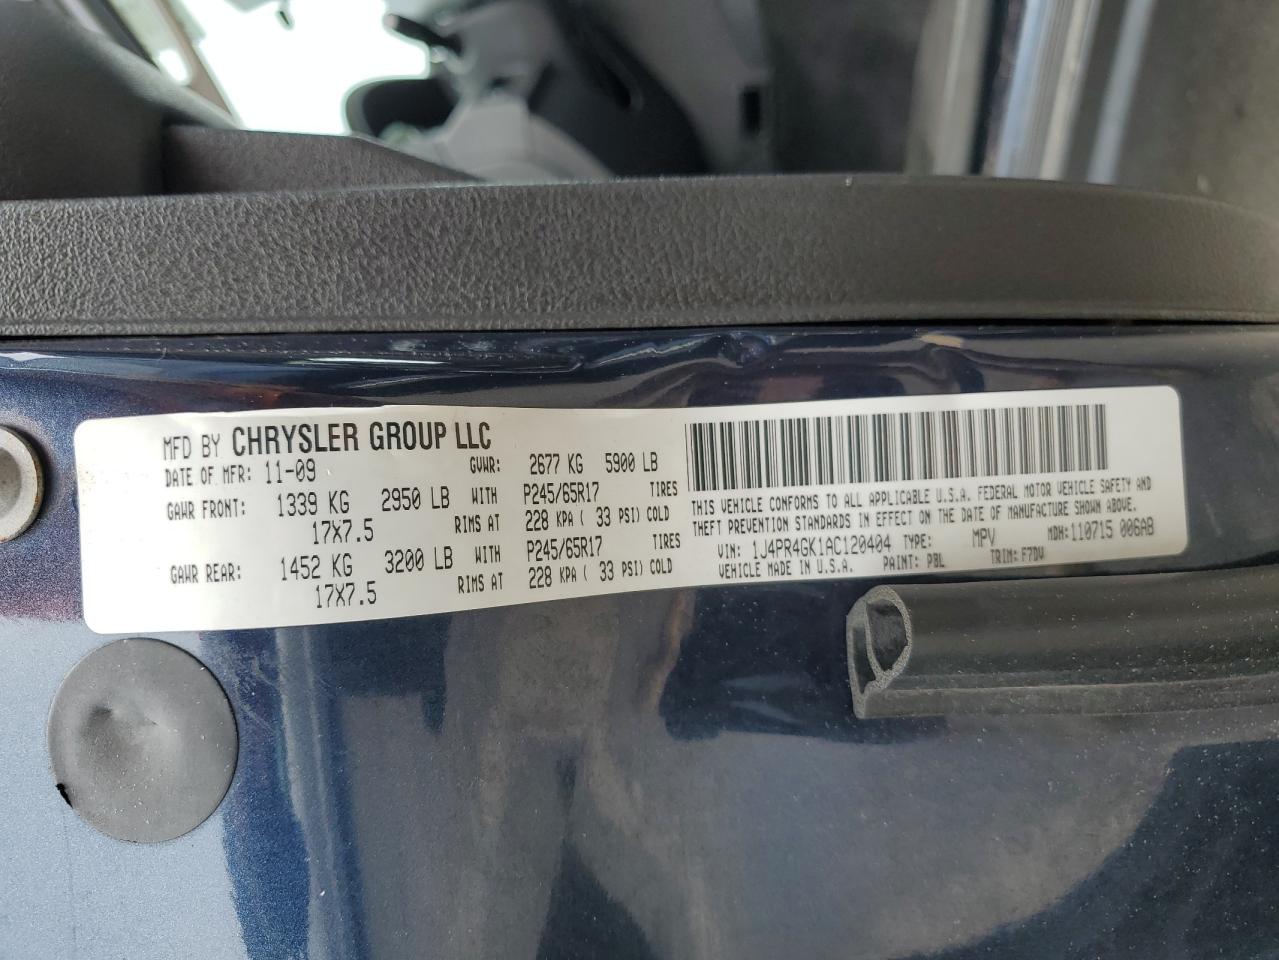 MFD BY CHRYSLER GROUP LLC
DATE OF MFR: 11-09 GVWR: 2677 KG 5900 LB
GAWR FRONT: 1339 KG 2950 LB WITH P245/65R17 TIRES
17X7.5 RIMS AT 228 KPA ( 33 PSI) COLD
GAWR REAR: 1452 KG 3200 LB WITH P245/65R17 TIRES
17X7.5 RIMS AT 228 KPA ( 33 PSI) COLD
THIS VEHICLE CONFORMS TO ALL APPLICABLE U.S.A. FEDERAL MOTOR VEHICLE SAFETY AND
THEFT PREVENTION STANDARDS IN EFFECT ON THE DATE OF MANUFACTURE SHOWN ABOVE.
VIN: 1J4PR4GK1AC120404 TYPE: MPV MDH: 110715 006AB
VEHICLE MADE IN U.S.A. PAINT: PBL TRIM: F7DV